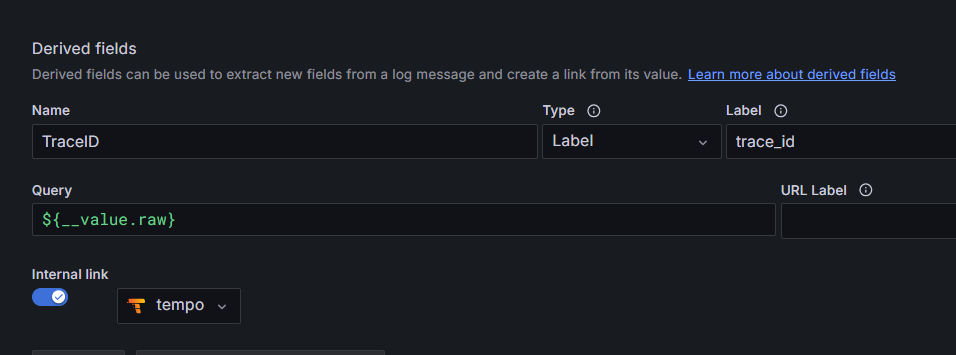 Derived fields
Derived fields can be used to extract new fields from a log message and create a link from its value. Learn more about derived fields
Name Type Label
TraceID Label trace_id
Query URL Label
${__value.raw}
Internal link
tempo